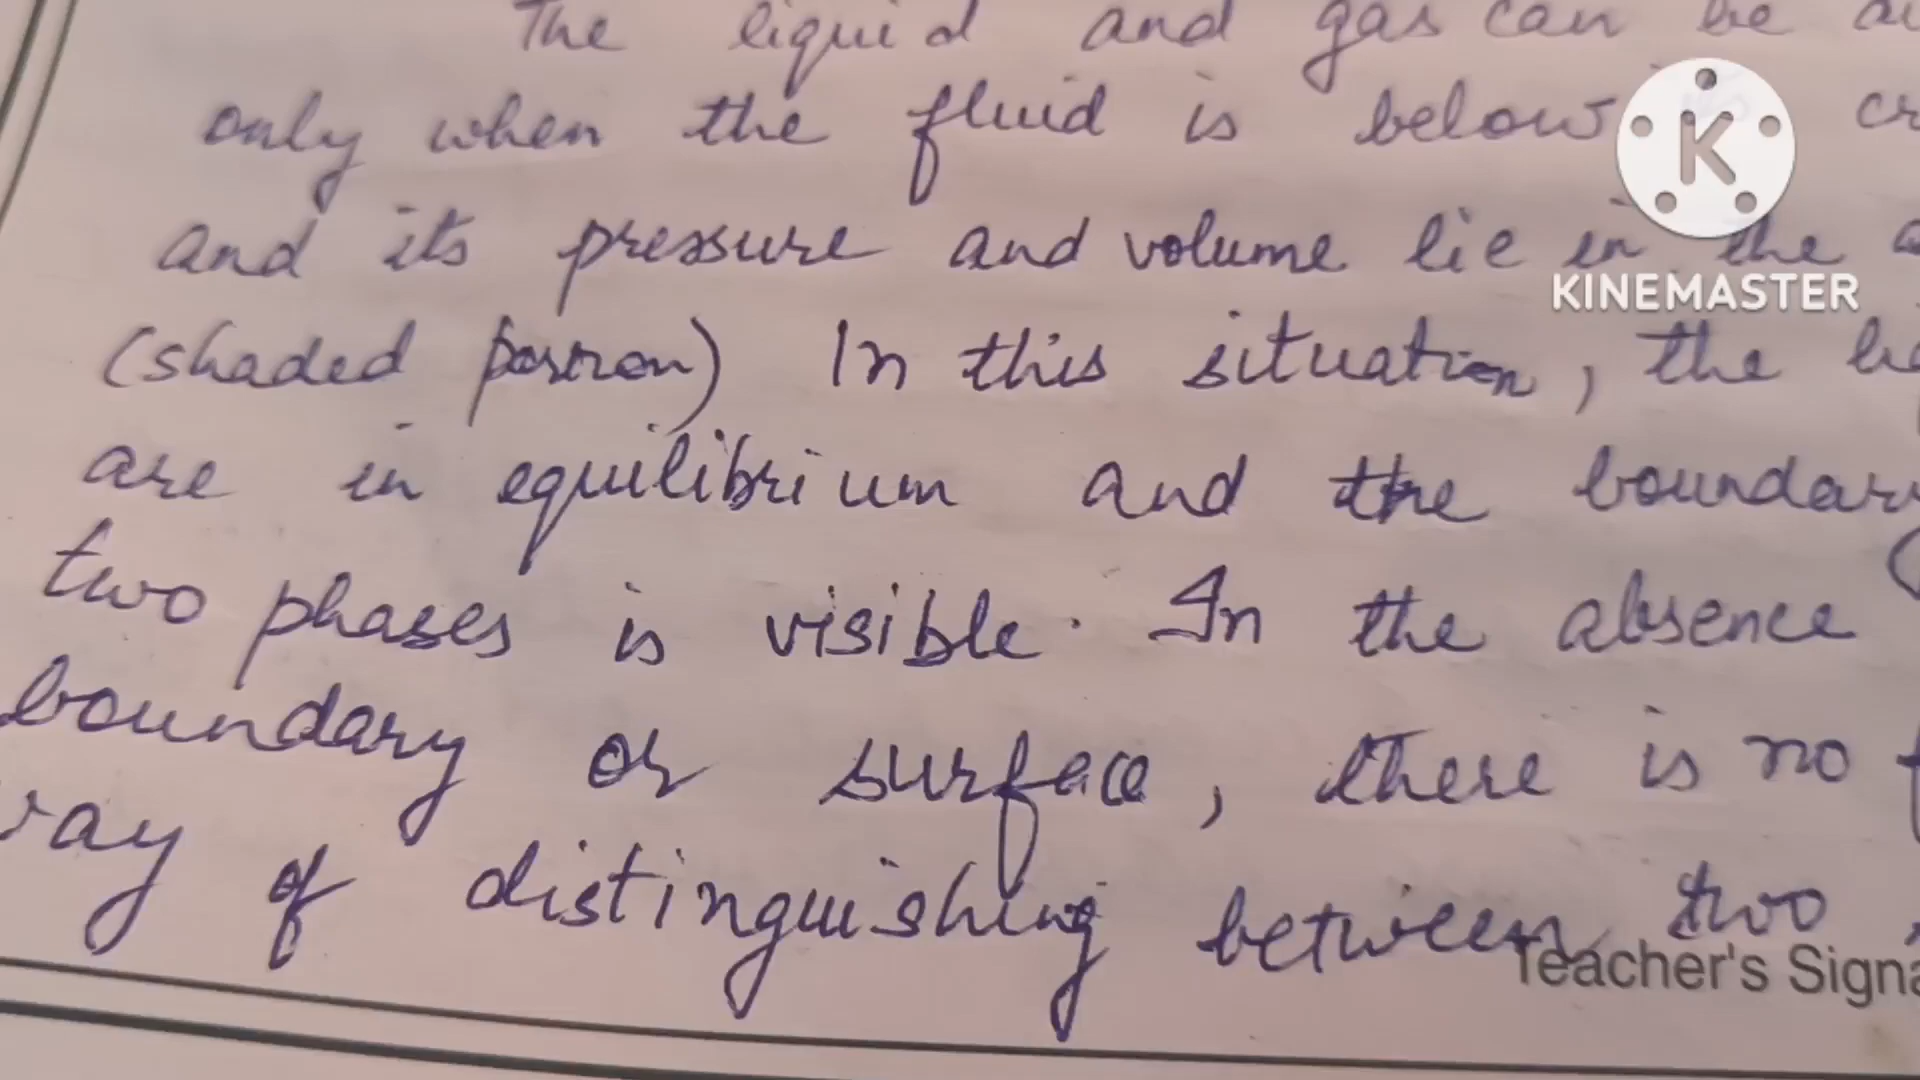 The liquid and gas can be
only when the fluid is below its cr
and its pressure and volume lie in the a
(shaded portion) In this situation, the
are in equilibrium and the boundary
two phases is visible. In the absence
boundary or surface, there is no f
way of distinguishing between two
Teacher's Signa
K
KINEMASTER